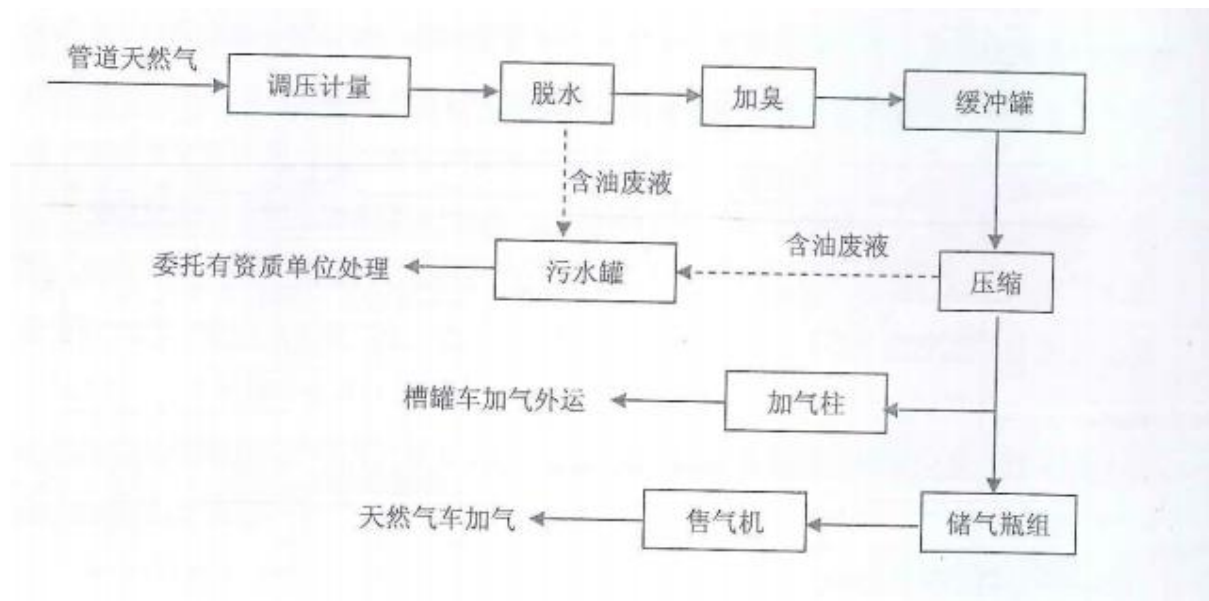 管道天然气
调压计量
脱水
加臭
缓冲罐
含油废液
含油废液
委托有资质单位处理
污水罐
压缩
槽罐车加气外运
加气柱
天然气车加气
售气机
储气瓶组